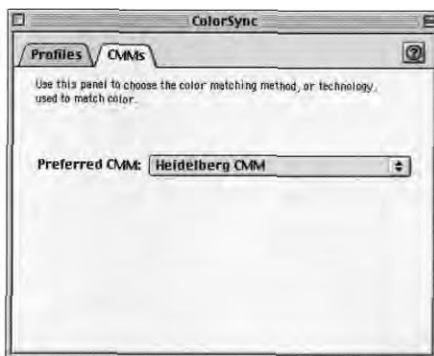 ColorSync
Profiles CMMs ?
Use this panel to choose the color matching method, or technology,
used to match color.
Preferred CMM: Heidelberg CMM